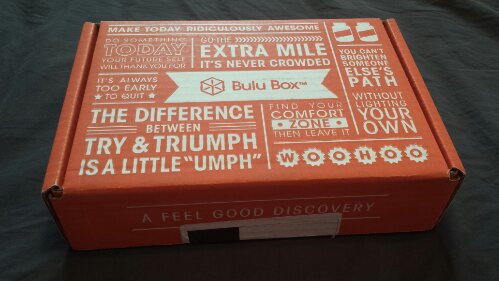 MAKE TODAY RIDICULOUSLY AWESOME
DO SOMETHING
TODAY
YOUR FUTURE SELF
WILL THANK YOU FOR
GO THE
EXTRA MILE
IT'S NEVER CROWDED
YOU CAN'T
BRIGHTEN
SOMEONE
ELSE'S
PATH
WITHOUT
LIGHTING
YOUR
OWN
IT'S ALWAYS
TOO EARLY
TO QUIT
Bulu Box™
THE DIFFERENCE
BETWEEN
TRY & TRIUMPH
IS A LITTLE "UMPH"
FIND YOUR
COMFORT
ZONE
THEN LEAVE IT
WOOHOO
A FEEL GOOD DISCOVERY